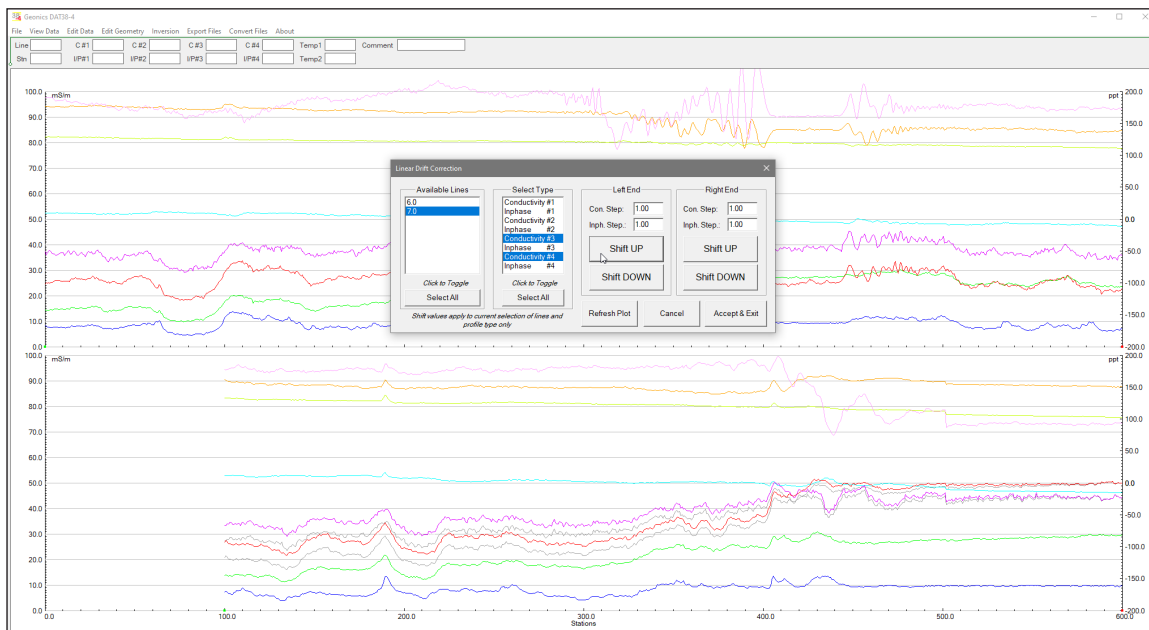 Geonics DAT38-4
File View Data Edit Data Edit Geometry Inversion Export Files Convert Files About
Line C #1 C #2 C #3 C #4 Temp1 Comment
Stn I/P#1 I/P#2 I/P#3 I/P#4 Temp2
mS/m ppt
100.0 200.0
90.0
150.0
80.0
100.0
70.0
60.0 50.0
50.0 0.0
40.0
-50.0
30.0
20.0 -100.0
10.0 -150.0
0.0 -200.0
Linear Drift Correction
Available Lines Select Type Left End Right End
6.0
7.0
Conductivity #1
Inphase #1
Conductivity #2
Inphase #2
Conductivity #3
Inphase #3
Conductivity #4
Inphase #4
Con. Step: 1.00 Con. Step: 1.00
Inph. Step.: 1.00 Inph. Step.: 1.00
Shift UP Shift UP
Shift DOWN Shift DOWN
Click to Toggle Click to Toggle
Select All Select All
Shift values apply to current selection of lines and
profile type only
Refresh Plot Cancel Accept & Exit
mS/m ppt
100.0 200.0
90.0
150.0
80.0
100.0
70.0
60.0 50.0
50.0 0.0
40.0
-50.0
30.0
20.0 -100.0
10.0 -150.0
0.0 -200.0
0.0 100.0 200.0 300.0 400.0 500.0 600.0
Stations